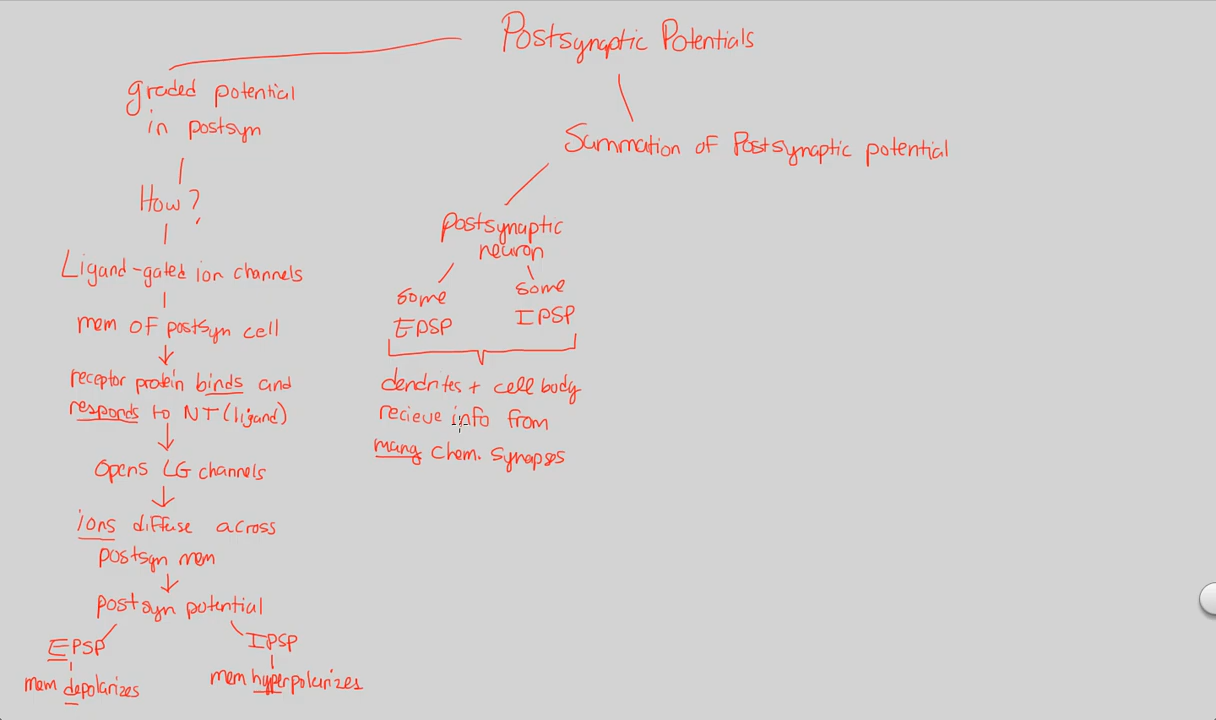 Postsynaptic Potentials
graded potential
in postsyn
How?
Ligand-gated ion channels
mem of postsyn cell
receptor protein binds and
responds to NT (ligand)
Opens LG channels
ions diffuse across
postsyn mem
postsyn potential
EPSP
mem depolarizes
IPSP
mem hyperpolarizes
Summation of Postsynaptic potential
postsynaptic
neuron
some
EPSP
some
IPSP
dendrites + cell body
recieve info from
many chem. synapses